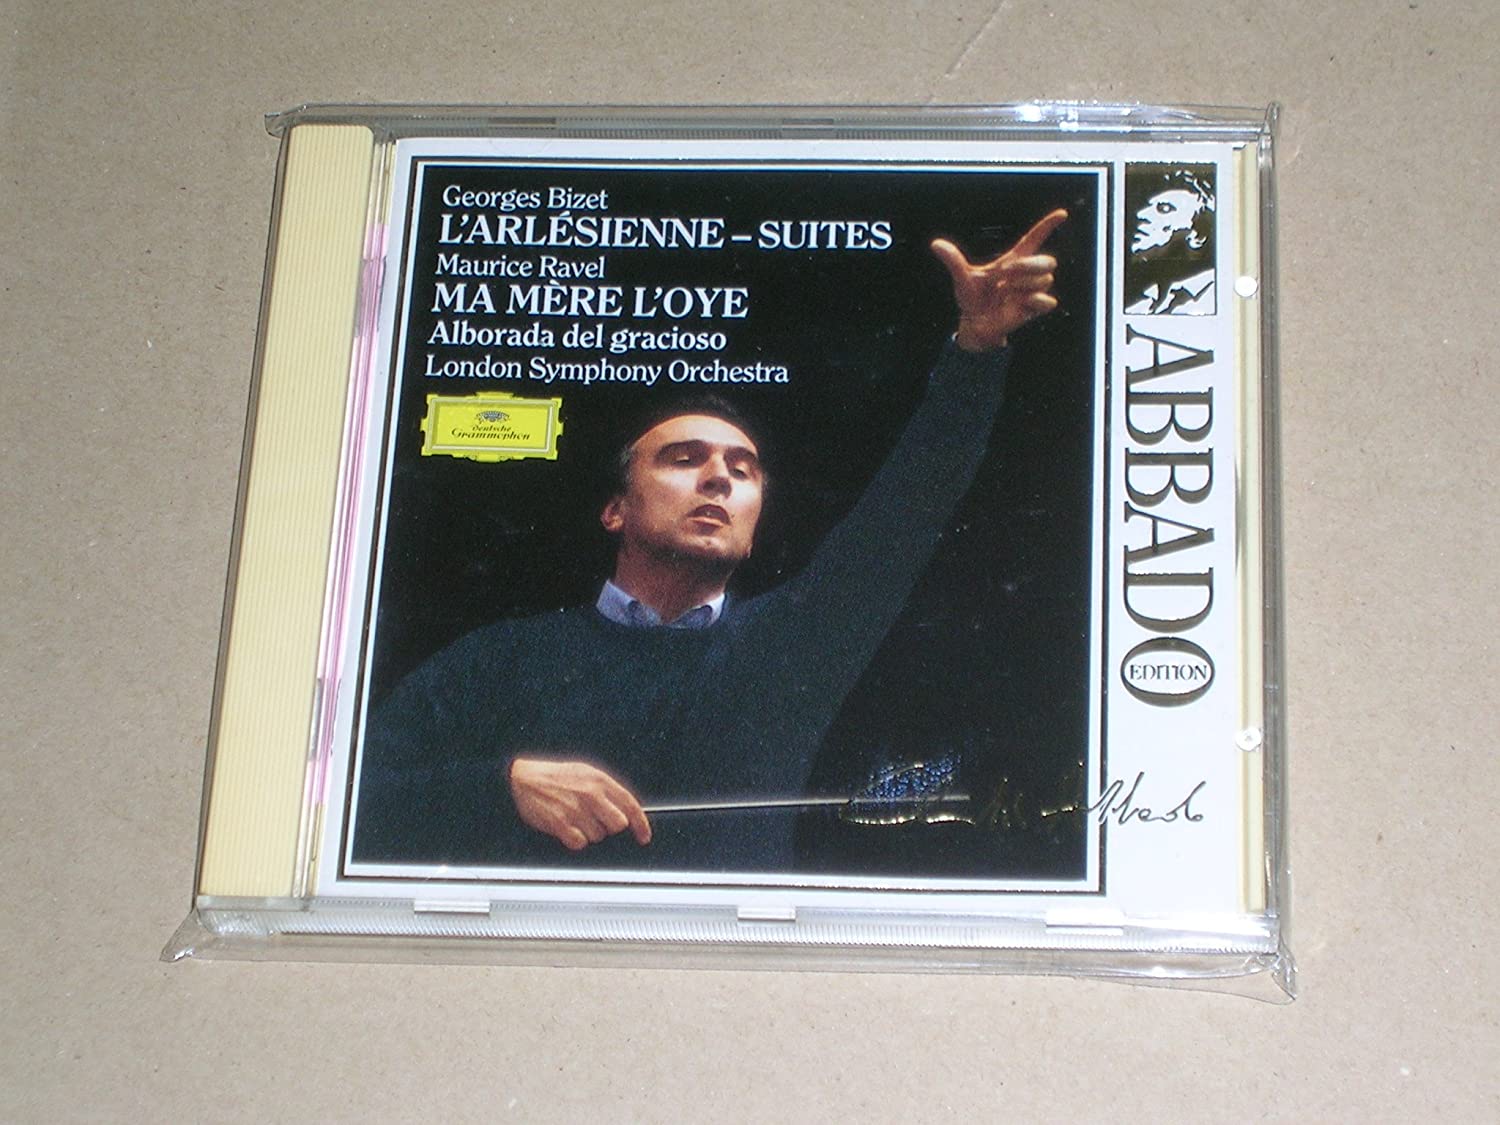 Georges Bizet
L'ARLÉSIENNE – SUITES
Maurice Ravel
MA MÈRE L'OYE
Alborada del gracioso
London Symphony Orchestra
deutsche
Grammophon
ABBADO
EDITION